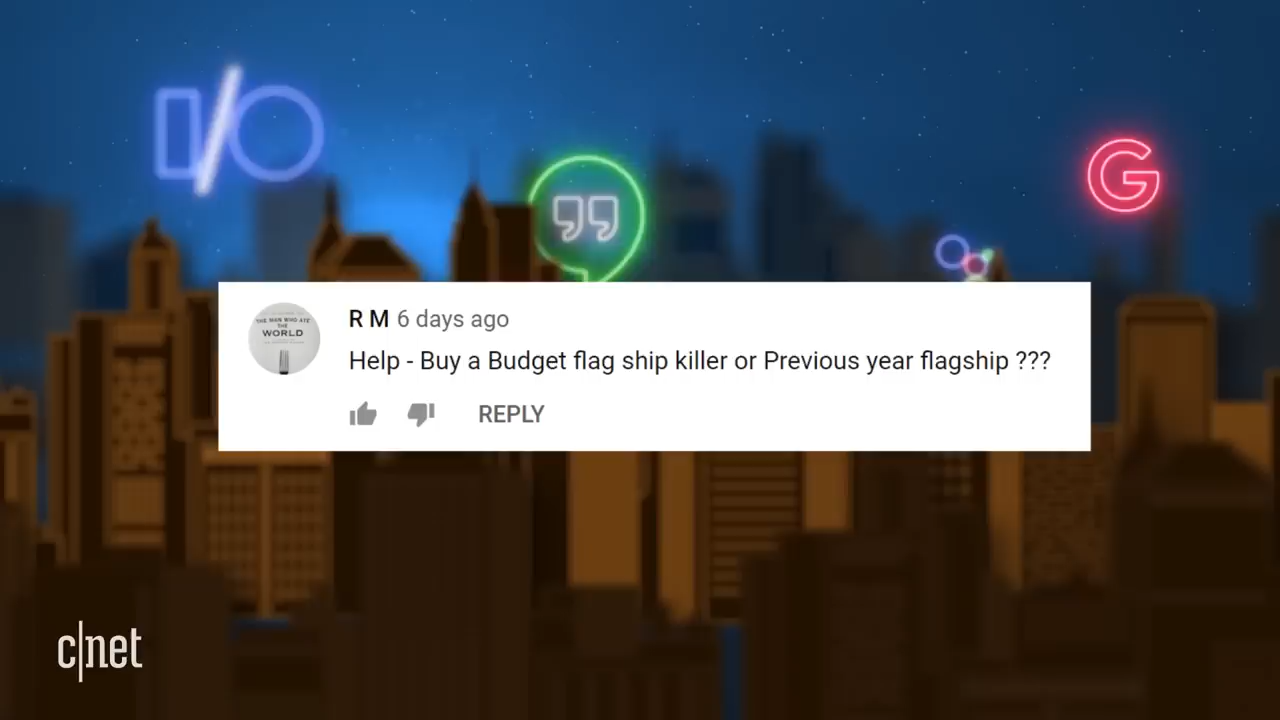 I/O
G
THE MAN WHO ATE
THE
WORLD
R M 6 days ago
Help - Buy a Budget flag ship killer or Previous year flagship ???
REPLY
c|net